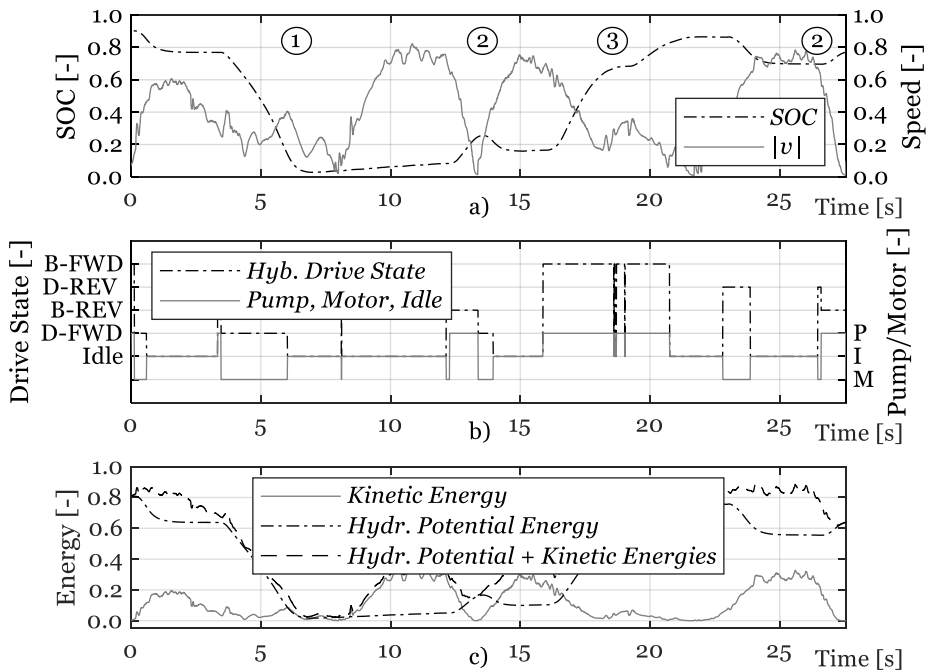 1.0 1.0
0.8 0.8
0.6 0.6
0.4 0.4
0.2 0.2
0.0 0.0
SOC [-]
Speed [-]
1 2 3 2
SOC
|v|
0 5 10 15 20 25
a)
Time [s]
Drive State [-]
B-FWD
D-REV
B-REV
D-FWD P
Idle I
M
Pump/Motor [-]
Hyb. Drive State
Pump, Motor, Idle
0 5 10 15 20 25
b)
Time [s]
1.0
0.8
0.6
0.4
0.2
0.0
Energy [-]
Kinetic Energy
Hydr. Potential Energy
Hydr. Potential + Kinetic Energies
0 5 10 15 20 25
c)
Time [s]